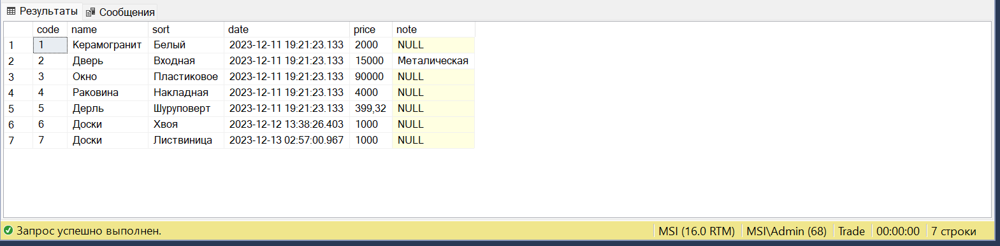 Результаты Сообщения
code name sort date price note
1 1 Керамогранит Белый 2023-12-11 19:21:23.133 2000 NULL
2 2 Дверь Входная 2023-12-11 19:21:23.133 15000 Металическая
3 3 Окно Пластиковое 2023-12-11 19:21:23.133 90000 NULL
4 4 Раковина Накладная 2023-12-11 19:21:23.133 4000 NULL
5 5 Дерль Шуруповерт 2023-12-11 19:21:23.133 399,32 NULL
6 6 Доски Хвоя 2023-12-12 13:38:26.403 1000 NULL
7 7 Доски Листвиница 2023-12-13 02:57:00.967 1000 NULL
Запрос успешно выполнен. MSI (16.0 RTM) MSI\Admin (68) Trade 00:00:00 7 строки